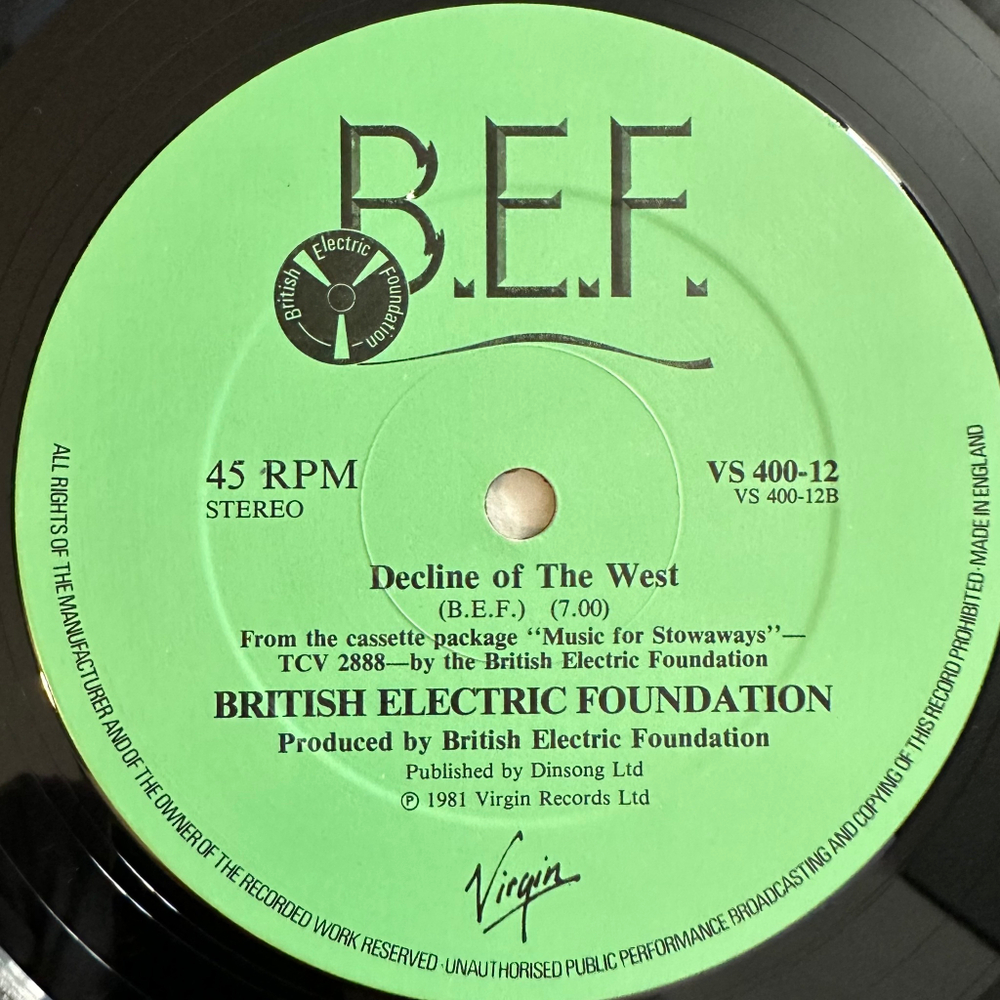 B.E.F.
British Electric Foundation
45 RPM
STEREO
VS 400-12
VS 400-12B
Decline of The West
(B.E.F.) (7.00)
From the cassette package “Music for Stowaways”—
TCV 2888—by the British Electric Foundation
BRITISH ELECTRIC FOUNDATION
Produced by British Electric Foundation
Published by Dinsong Ltd
℗ 1981 Virgin Records Ltd
Virgin
ALL RIGHTS OF THE MANUFACTURER AND OF THE OWNER OF THE RECORDED WORK RESERVED · UNAUTHORISED PUBLIC PERFORMANCE BROADCASTING AND COPYING OF THIS RECORD PROHIBITED · MADE IN ENGLAND